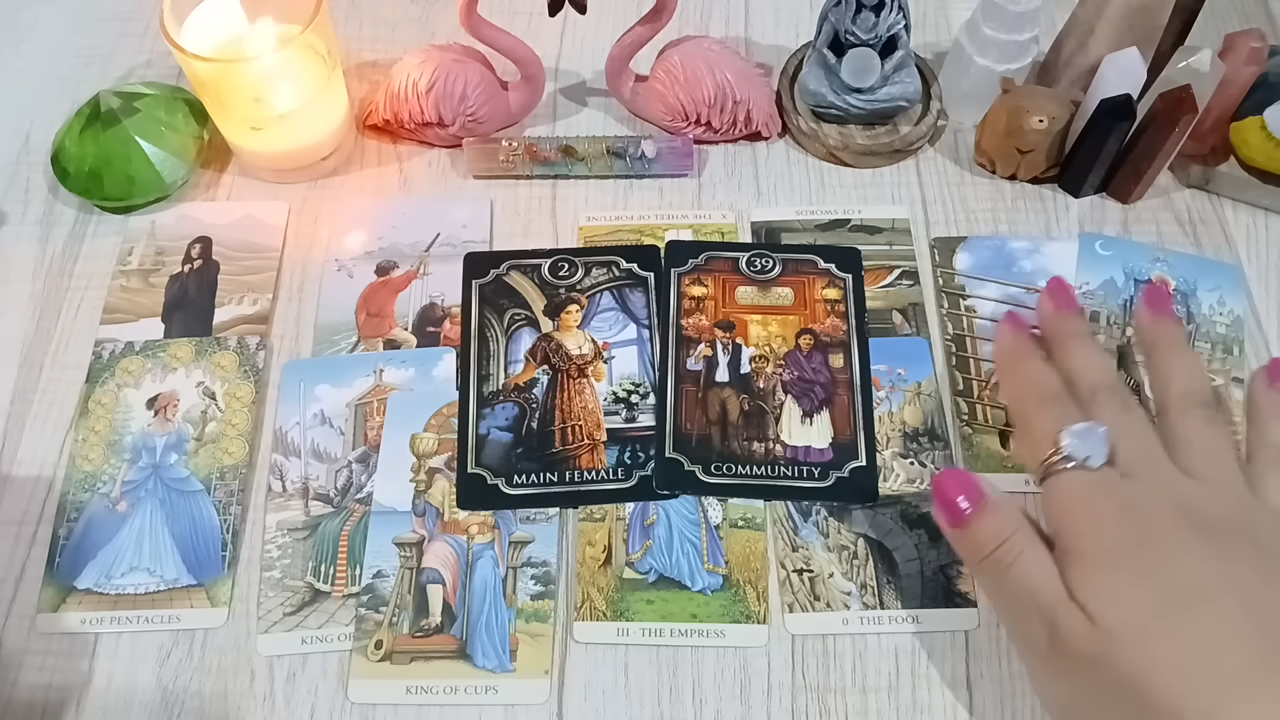 X THE WHEEL OF FORTUNE
4 OF SWORDS
2
39
MAIN FEMALE
COMMUNITY
8
9 OF PENTACLES
KING OF
III · THE EMPRESS
0 THE FOOL
KING OF CUPS